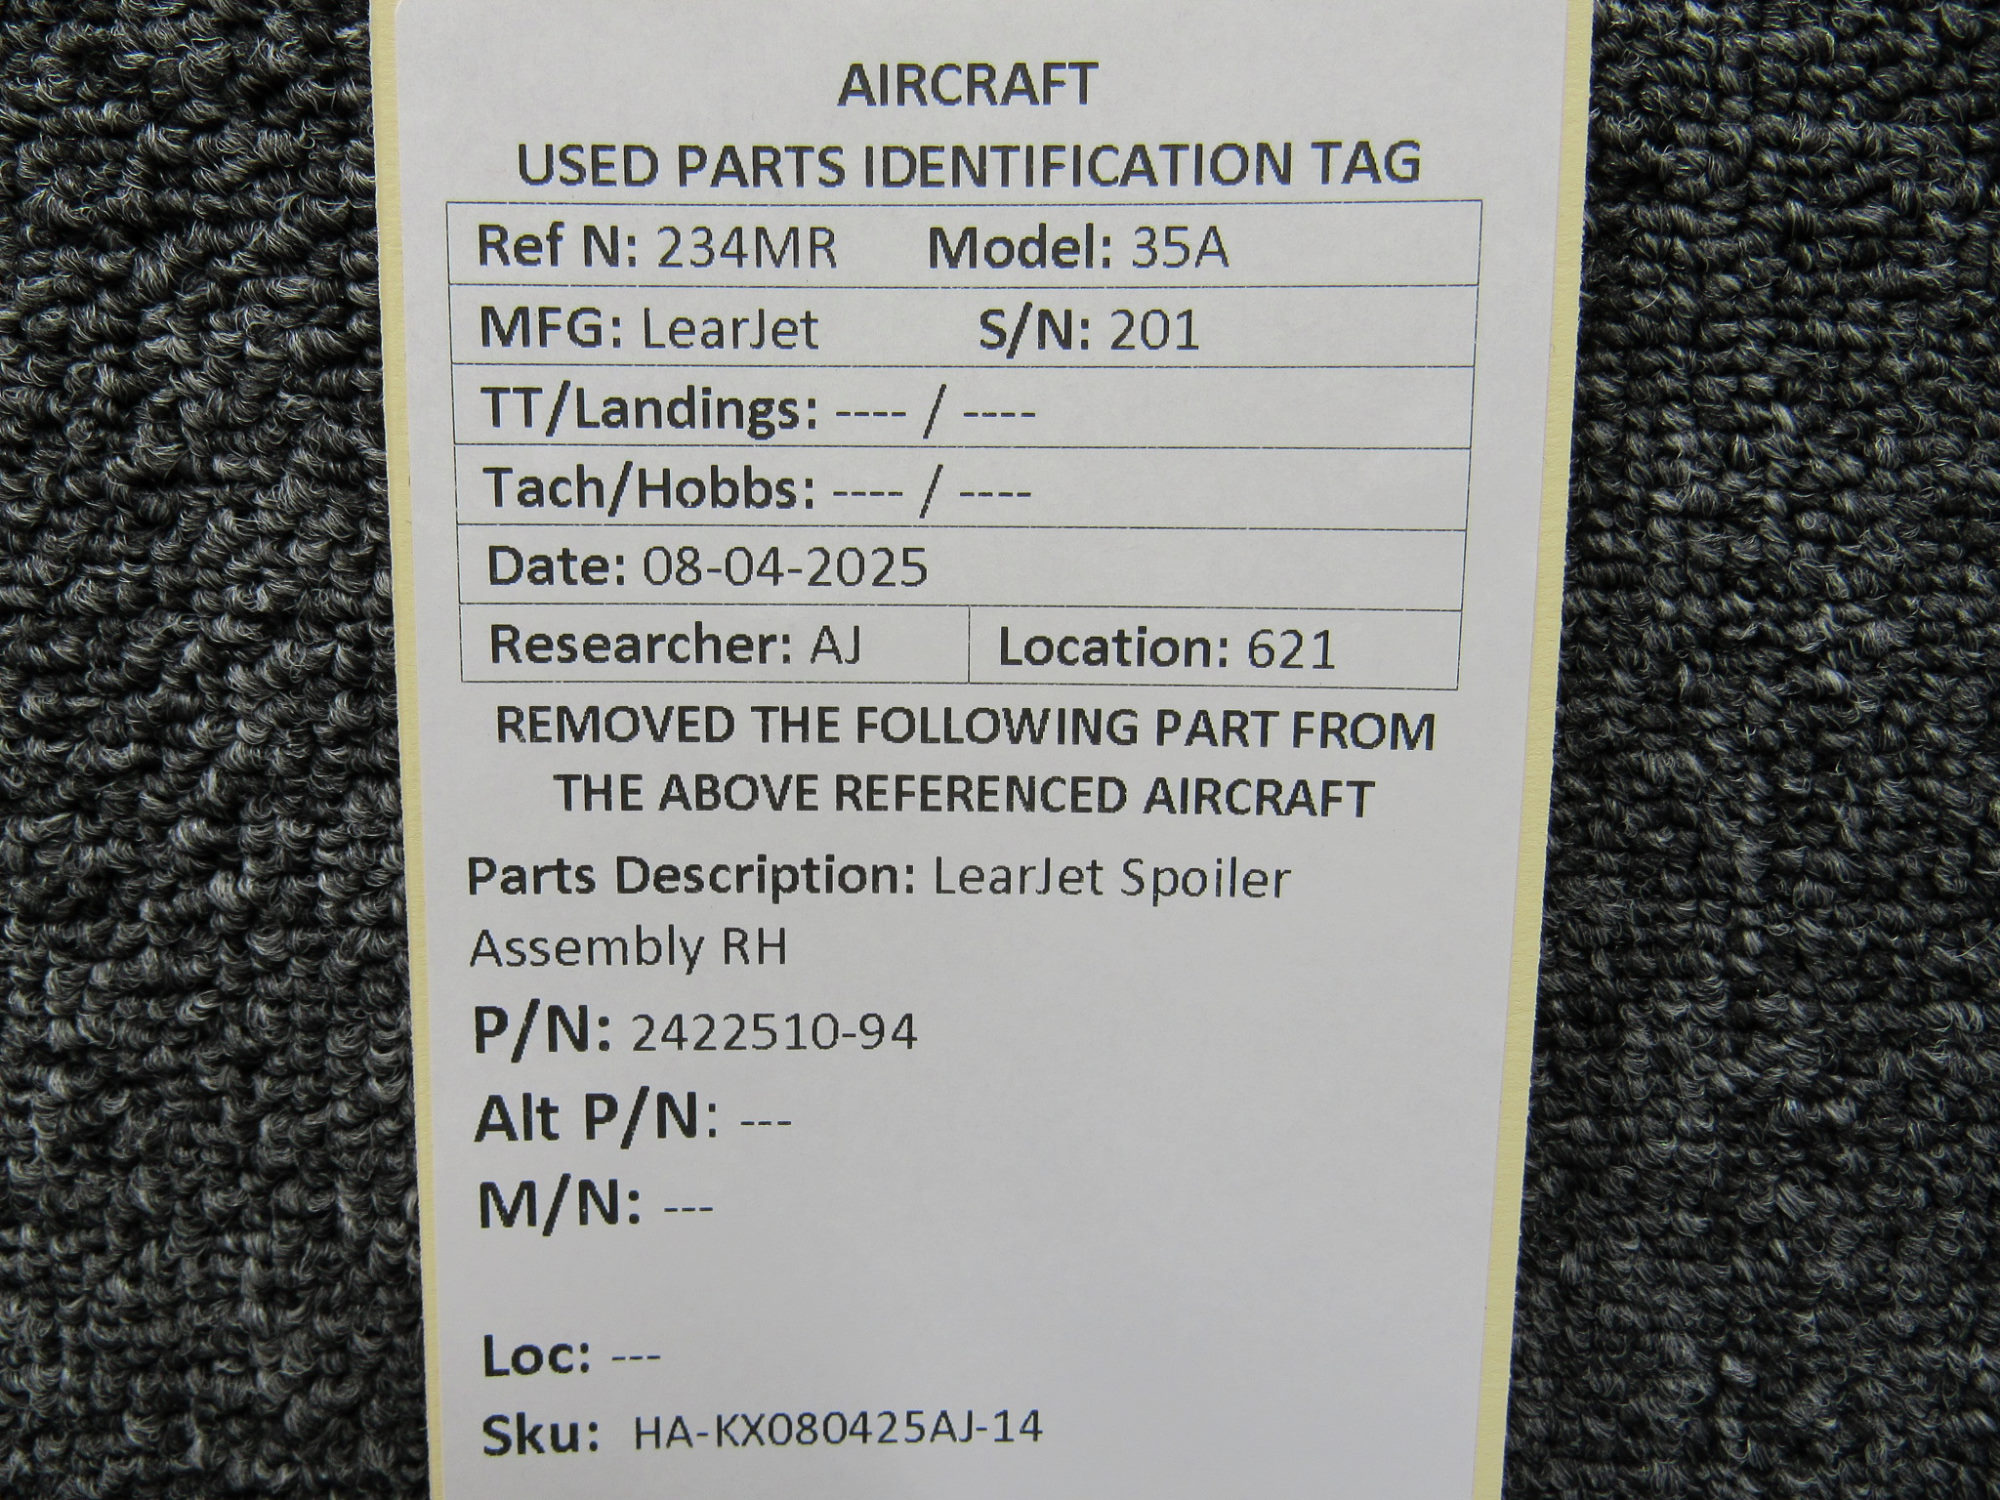 AIRCRAFT
USED PARTS IDENTIFICATION TAG
Ref N: 234MR Model: 35A
MFG: LearJet S/N: 201
TT/Landings: ---- / ----
Tach/Hobbs: ---- / ----
Date: 08-04-2025
Researcher: AJ Location: 621
REMOVED THE FOLLOWING PART FROM
THE ABOVE REFERENCED AIRCRAFT
Parts Description: LearJet Spoiler
Assembly RH
P/N: 2422510-94
Alt P/N: ---
M/N: ---
Loc: ---
Sku: HA-KX080425AJ-14